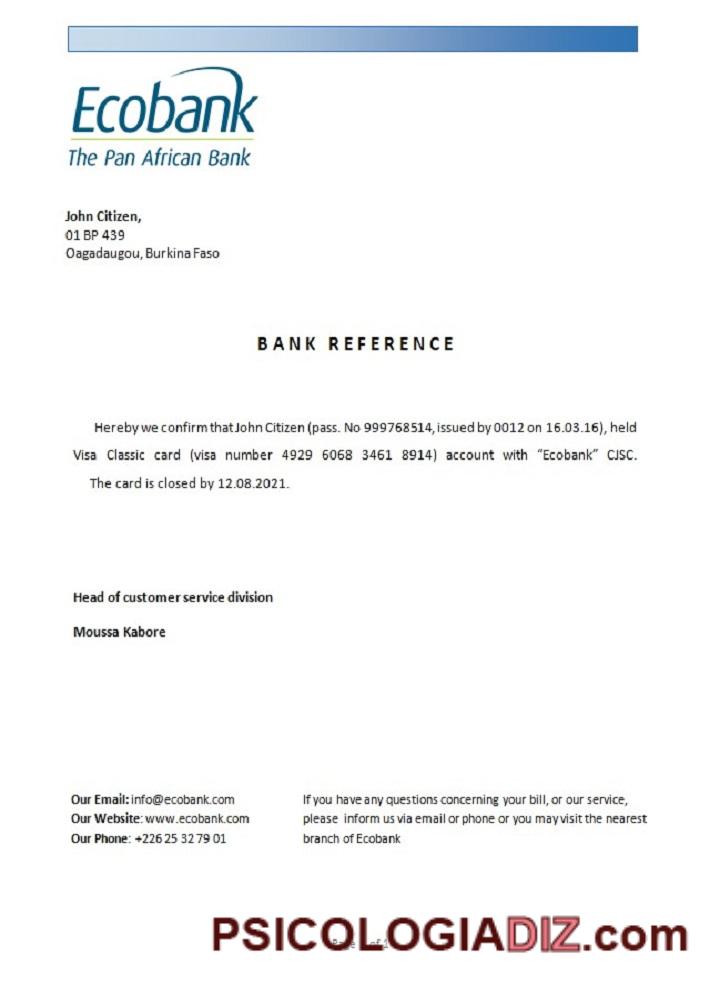 Ecobank
The Pan African Bank
John Citizen,
01 BP 439
Oagadaugou, Burkina Faso
BANK REFERENCE
Hereby we confirm that John Citizen (pass. No 999768514, issued by 0012 on 16.03.16), held
Visa Classic card (visa number 4929 6068 3461 8914) account with “Ecobank” CJSC.
The card is closed by 12.08.2021.
Head of customer service division
Moussa Kabore
Our Email: info@ecobank.com
Our Website: www.ecobank.com
Our Phone: +226 25 32 79 01
If you have any questions concerning your bill, or our service,
please inform us via email or phone or you may visit the nearest
branch of Ecobank
PSICOLOGIADIZ.com